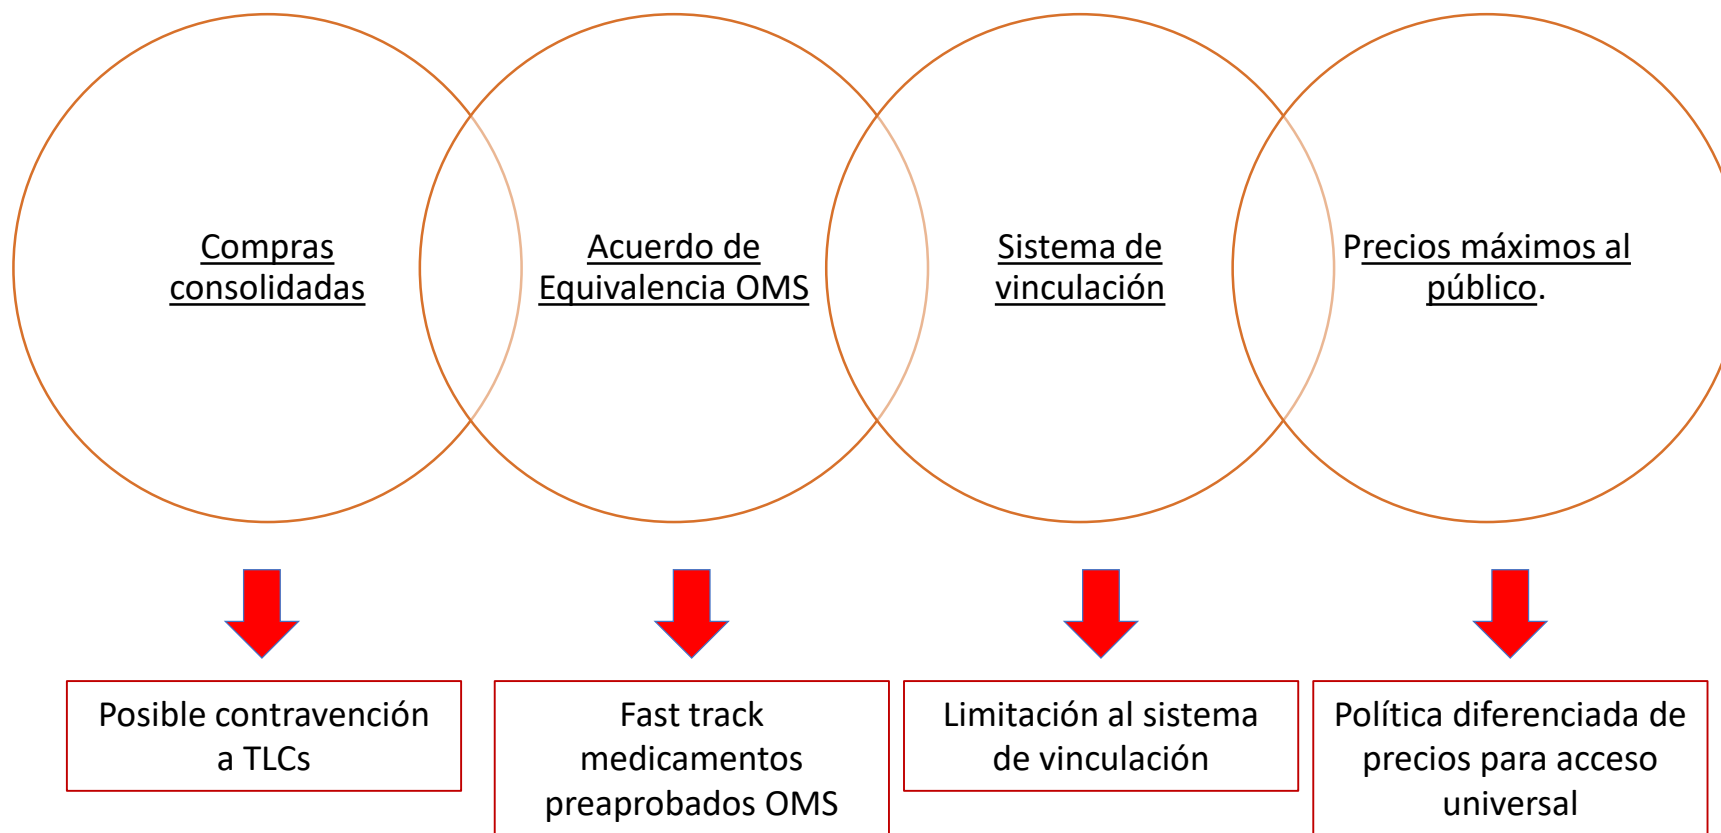 Compras
consolidadas
Acuerdo de
Equivalencia OMS
Sistema de
vinculación
Precios máximos al
público.
Posible contravención
a TLCs
Fast track
medicamentos
preaprobados OMS
Limitación al sistema
de vinculación
Política diferenciada de
precios para acceso
universal